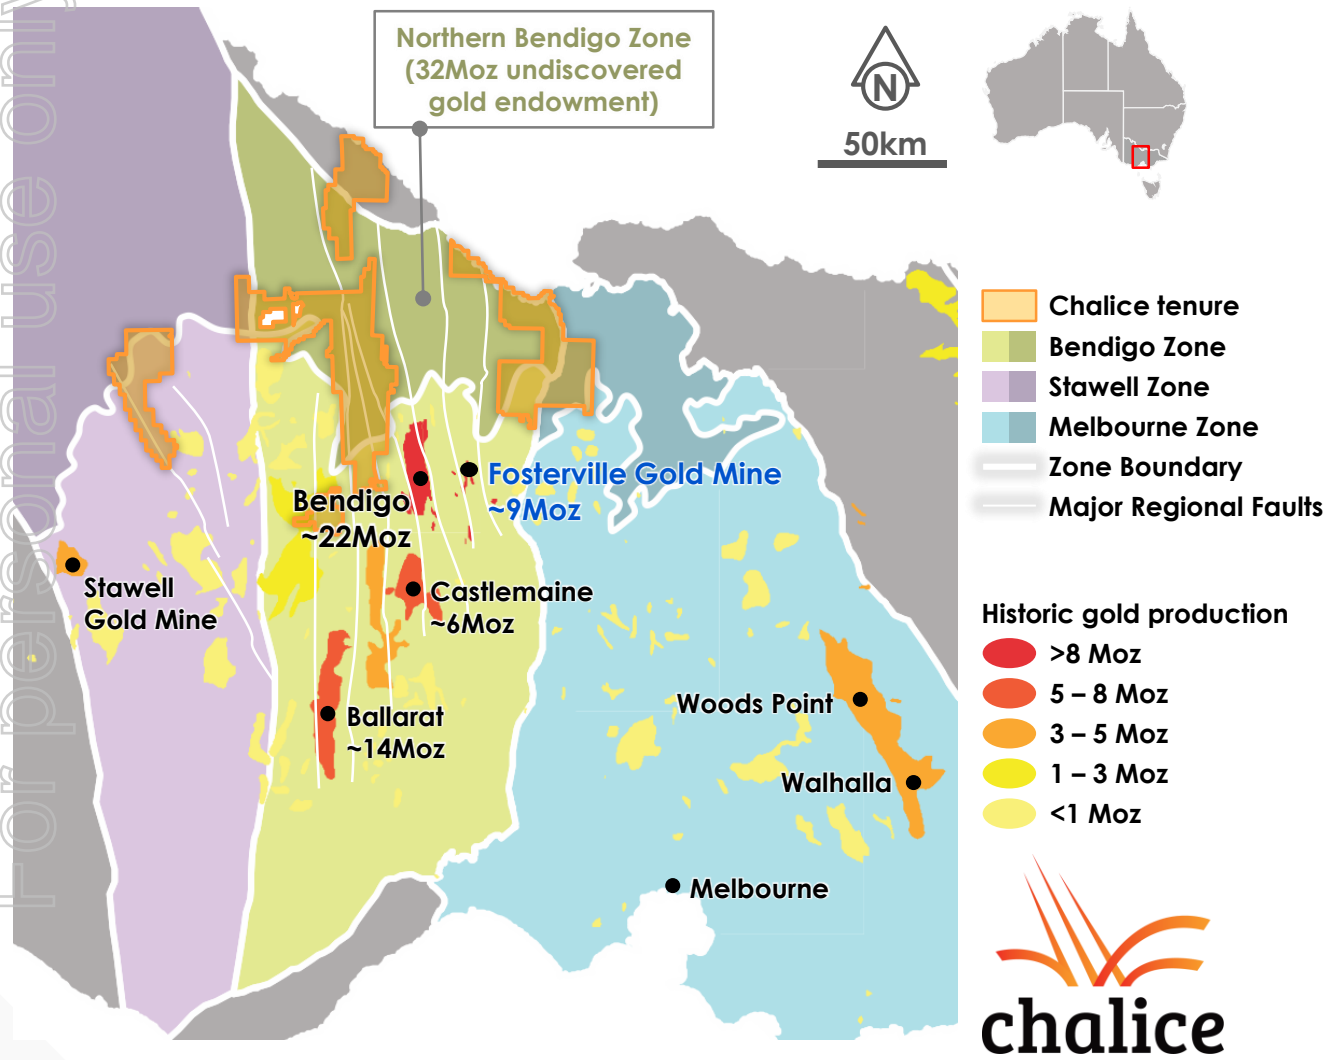 For personal use only
Northern Bendigo Zone
(32Moz undiscovered
gold endowment)
N
50km
Chalice tenure
Bendigo Zone
Stawell Zone
Melbourne Zone
Zone Boundary
Major Regional Faults
Fosterville Gold Mine
~9Moz
Bendigo
~22Moz
Stawell
Gold Mine
Castlemaine
~6Moz
Ballarat
~14Moz
Woods Point
Walhalla
Melbourne
Historic gold production
>8 Moz
5 – 8 Moz
3 – 5 Moz
1 – 3 Moz
<1 Moz
chalice